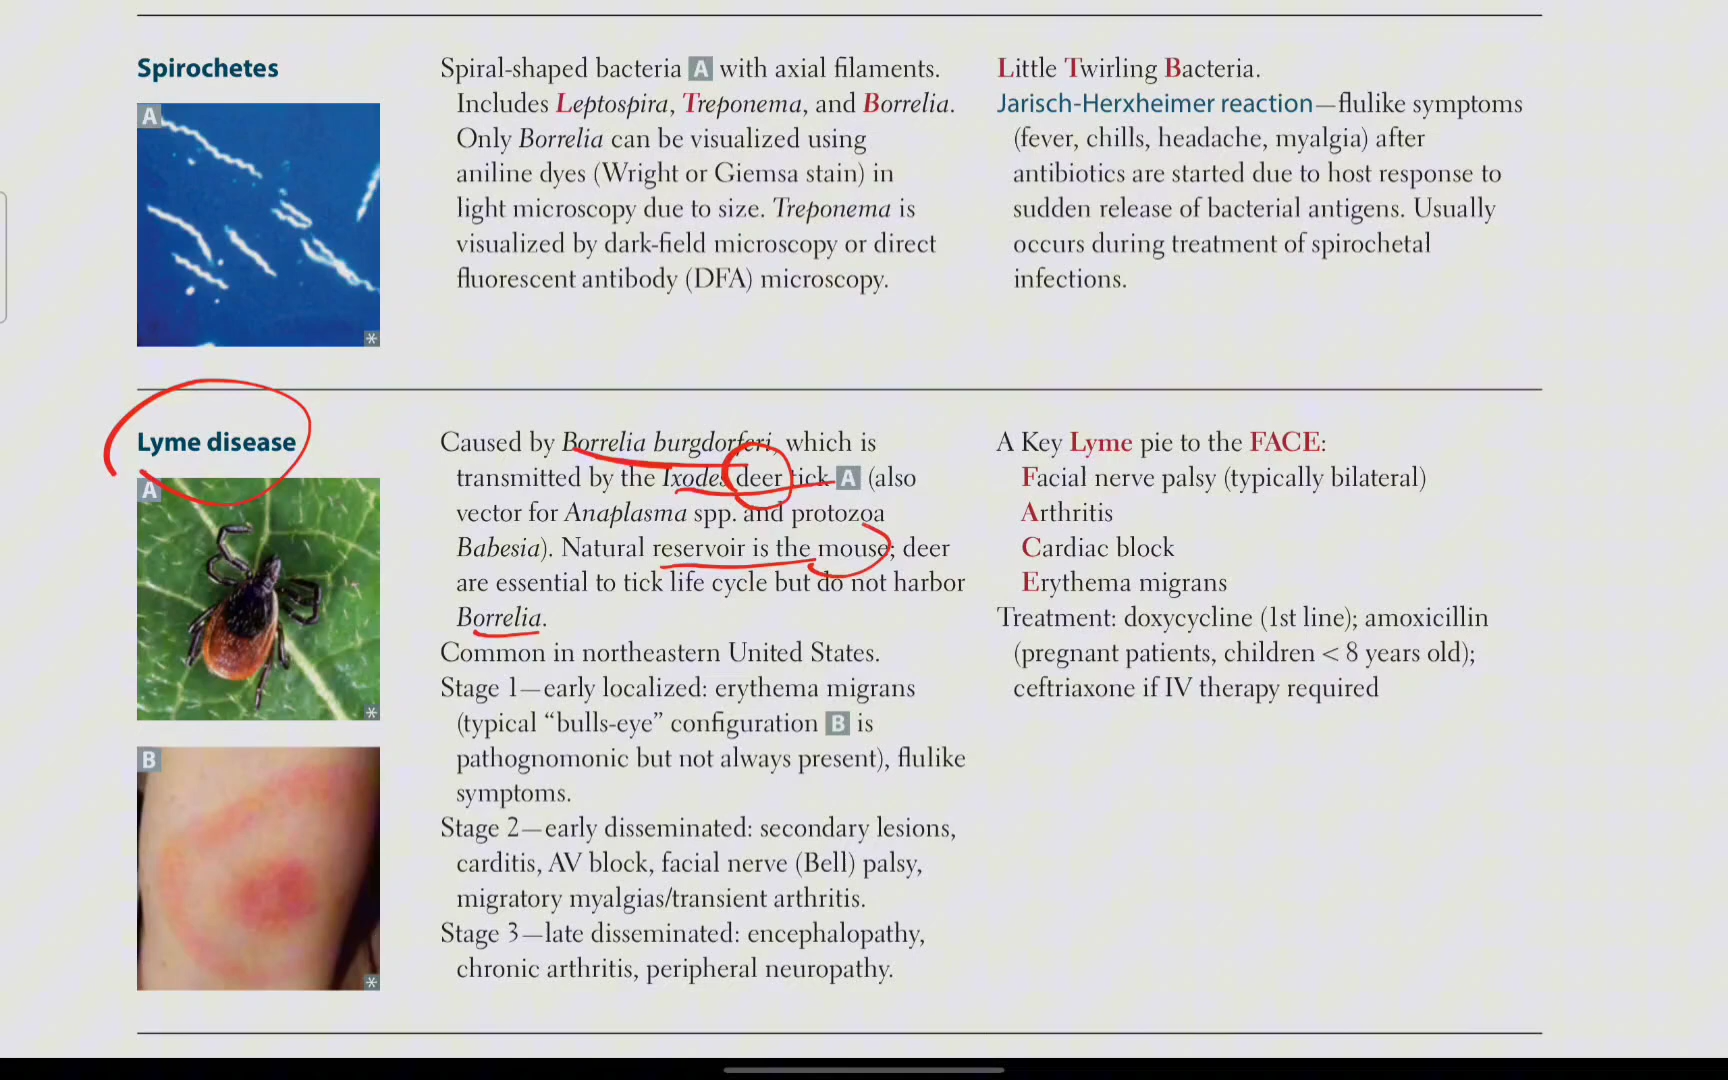 Spirochetes
A
*
Spiral-shaped bacteria A with axial filaments.
Includes Leptospira, Treponema, and Borrelia.
Only Borrelia can be visualized using
aniline dyes (Wright or Giemsa stain) in
light microscopy due to size. Treponema is
visualized by dark-field microscopy or direct
fluorescent antibody (DFA) microscopy.
Little Twirling Bacteria.
Jarisch-Herxheimer reaction—flulike symptoms
(fever, chills, headache, myalgia) after
antibiotics are started due to host response to
sudden release of bacterial antigens. Usually
occurs during treatment of spirochetal
infections.
Lyme disease
A
*
B
*
Caused by Borrelia burgdorferi, which is
transmitted by the Ixodes deer tick A (also
vector for Anaplasma spp. and protozoa
Babesia). Natural reservoir is the mouse; deer
are essential to tick life cycle but do not harbor
Borrelia.
Common in northeastern United States.
Stage 1—early localized: erythema migrans
(typical “bulls-eye” configuration B is
pathognomonic but not always present), flulike
symptoms.
Stage 2—early disseminated: secondary lesions,
carditis, AV block, facial nerve (Bell) palsy,
migratory myalgias/transient arthritis.
Stage 3—late disseminated: encephalopathy,
chronic arthritis, peripheral neuropathy.
A Key Lyme pie to the FACE:
Facial nerve palsy (typically bilateral)
Arthritis
Cardiac block
Erythema migrans
Treatment: doxycycline (1st line); amoxicillin
(pregnant patients, children < 8 years old);
ceftriaxone if IV therapy required